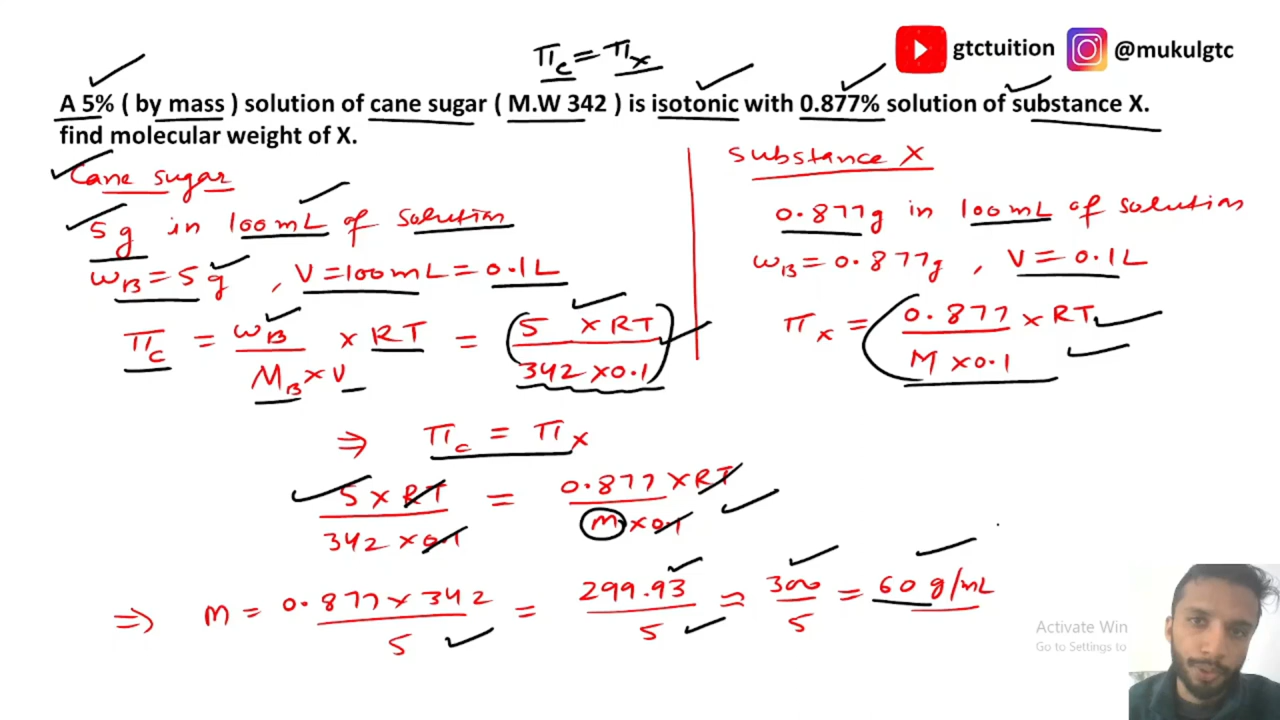 π_c = π_x
gtctuition @mukulgtc
A 5% ( by mass ) solution of cane sugar ( M.W 342 ) is isotonic with 0.877% solution of substance X.
find molecular weight of X.
Cane sugar
5g in 100mL of solution
W_B = 5g , V = 100mL = 0.1L
π_c = W_B / M_B × V × RT = 5 × RT / 342 × 0.1
substance X
0.877g in 100mL of solution
W_B = 0.877g , V = 0.1L
π_x = 0.877 / M × 0.1 × RT
⇒ π_c = π_x
5 × RT / 342 × 0.1 = 0.877 × RT / M × 0.1
⇒ M = 0.877 × 342 / 5 = 299.93 / 5 ≈ 300 / 5 = 60 g/mL
Activate Win
Go to Settings to